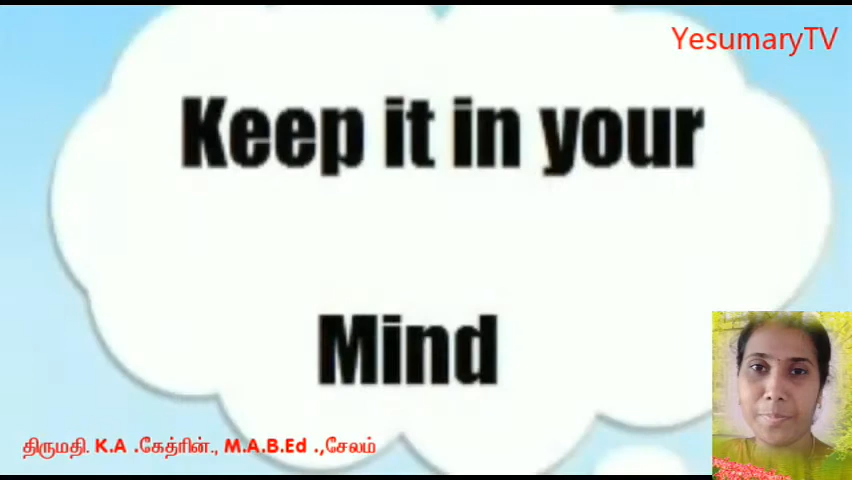 YesumaryTV
Keep it in your
Mind
திருமதி. K.A .கேத்ரின்., M.A.B.Ed .,சேலம்